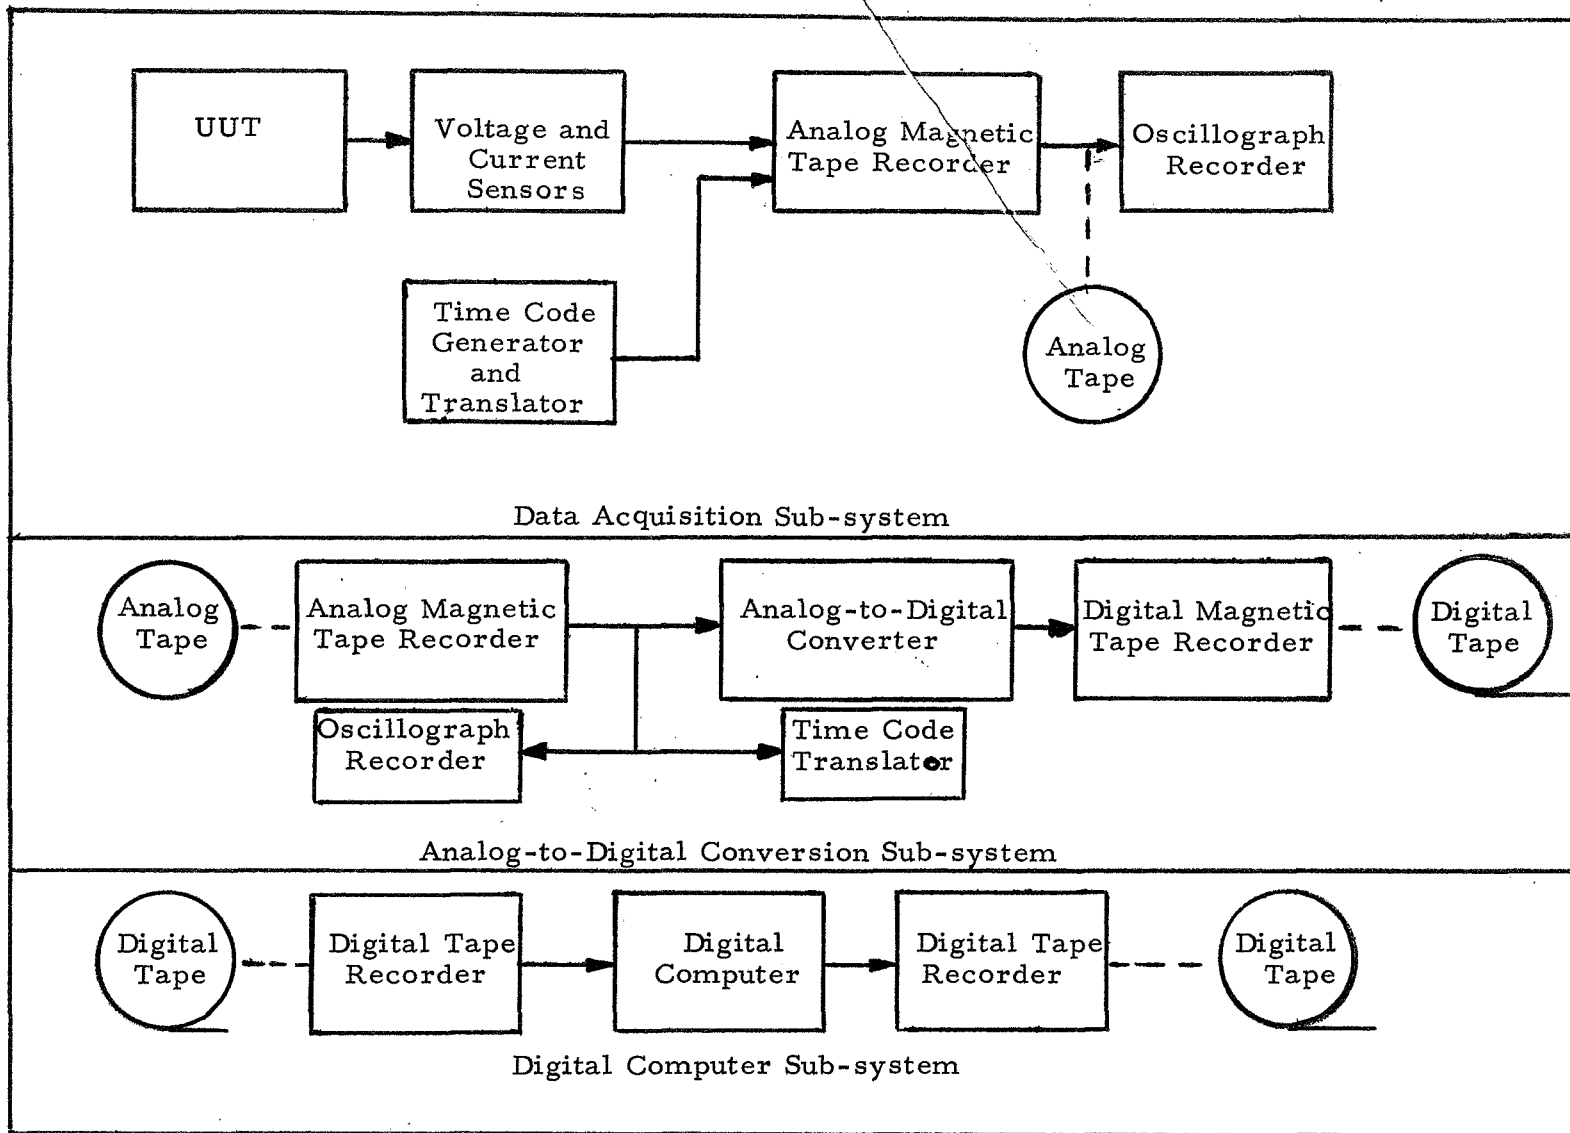 UUT
Voltage and
Current
Sensors
Analog Magnetic
Tape Recorder
Oscillograph
Recorder
Time Code
Generator
and
Translator
Analog
Tape
Data Acquisition Sub-system
Analog
Tape
Analog Magnetic
Tape Recorder
Analog-to-Digital
Converter
Digital Magnetic
Tape Recorder
Digital
Tape
Oscillograph
Recorder
Time Code
Translator
Analog-to-Digital Conversion Sub-system
Digital
Tape
Digital Tape
Recorder
Digital
Computer
Digital Tape
Recorder
Digital
Tape
Digital Computer Sub-system